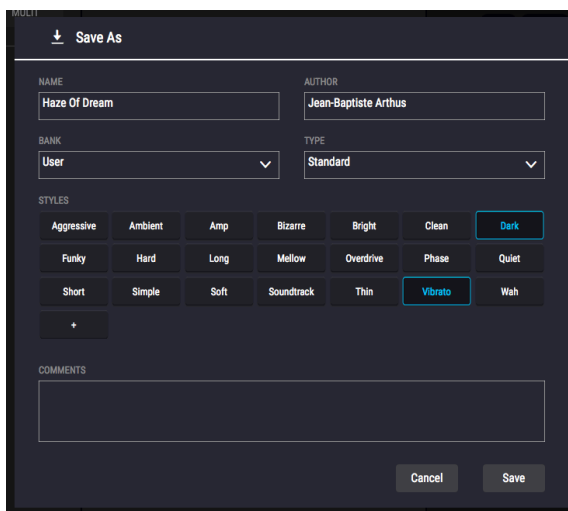 MULTI
Save As
NAME AUTHOR
Haze Of Dream Jean-Baptiste Arthus
BANK TYPE
User Standard
STYLES
Aggressive Ambient Amp Bizarre Bright Clean Dark
Funky Hard Long Mellow Overdrive Phase Quiet
Short Simple Soft Soundtrack Thin Vibrato Wah
+
COMMENTS
Cancel Save